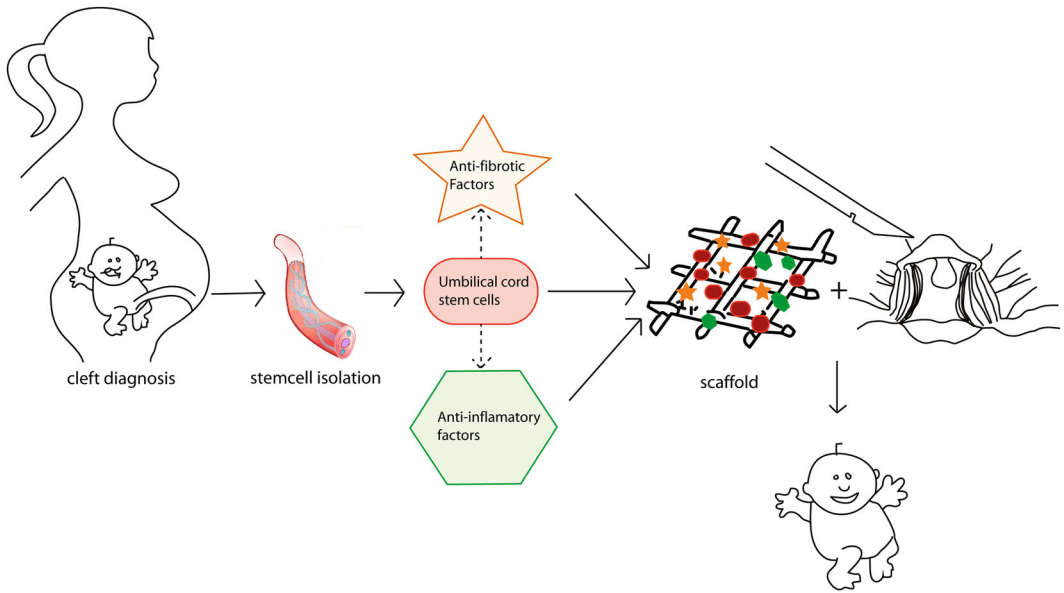 Anti-fibrotic
Factors
Umbilical cord
stem cells
cleft diagnosis
stemcell isolation
scaffold
+
Anti-inflamatory
factors